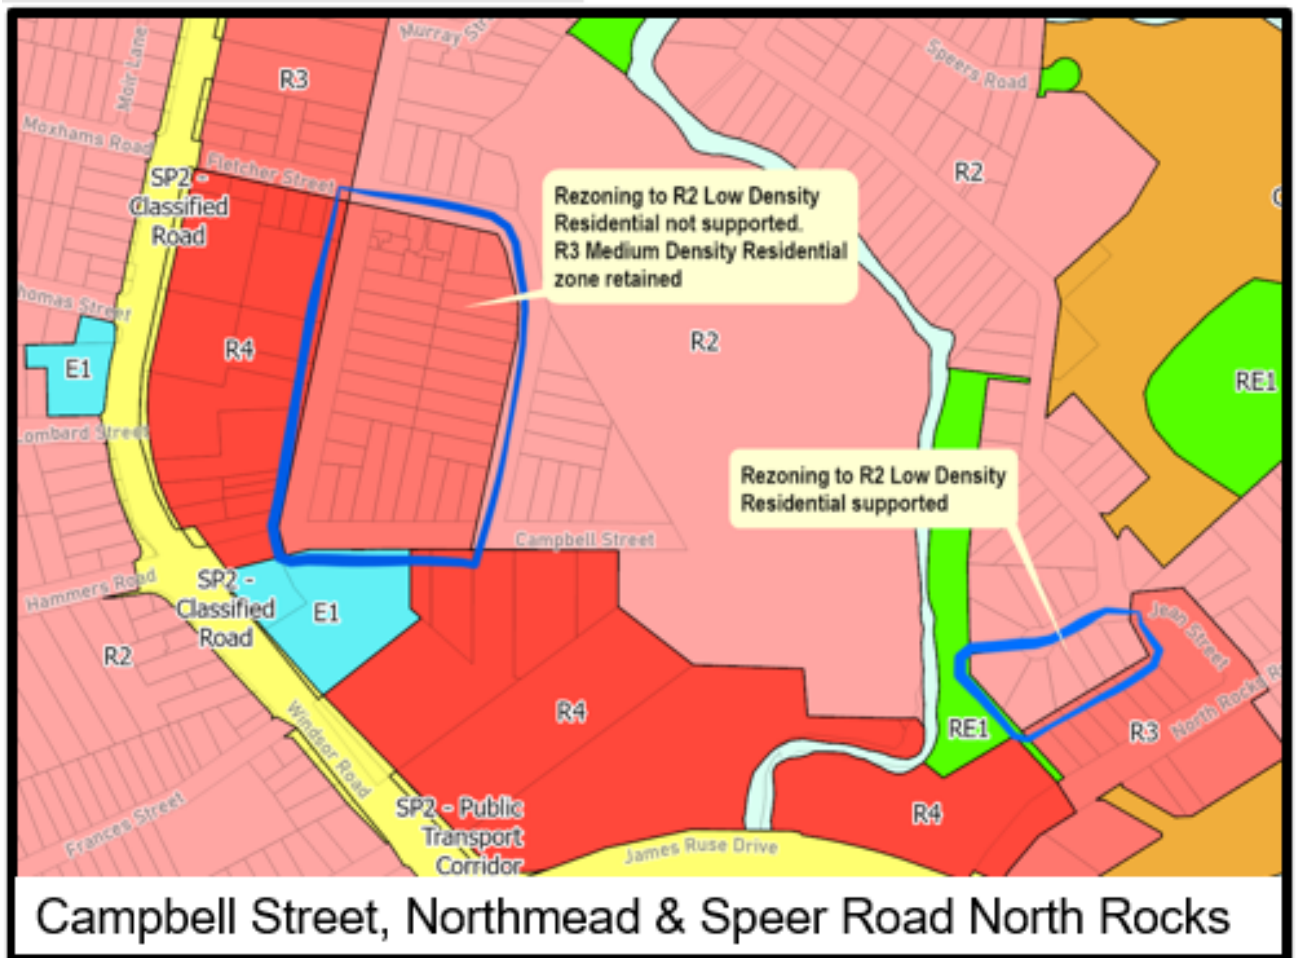 Murray Str
Moir Lane
R3
Speers Road
Moxhams Road
Fletcher Street
R2
SP2 -
Classified
Road
Rezoning to R2 Low Density
Residential not supported.
R3 Medium Density Residential
zone retained
homas Street
R4
R2
E1
RE1
Lombard Street
Rezoning to R2 Low Density
Residential supported
Campbell Street
Hammers Road
SP2 -
Classified
Road
E1
Jean Street
R2
R4
Windsor Road
RE1
R3
North Rocks R
SP2 - Public
Transport
Corridor
R4
Frances Street
James Ruse Drive
Campbell Street, Northmead & Speer Road North Rocks